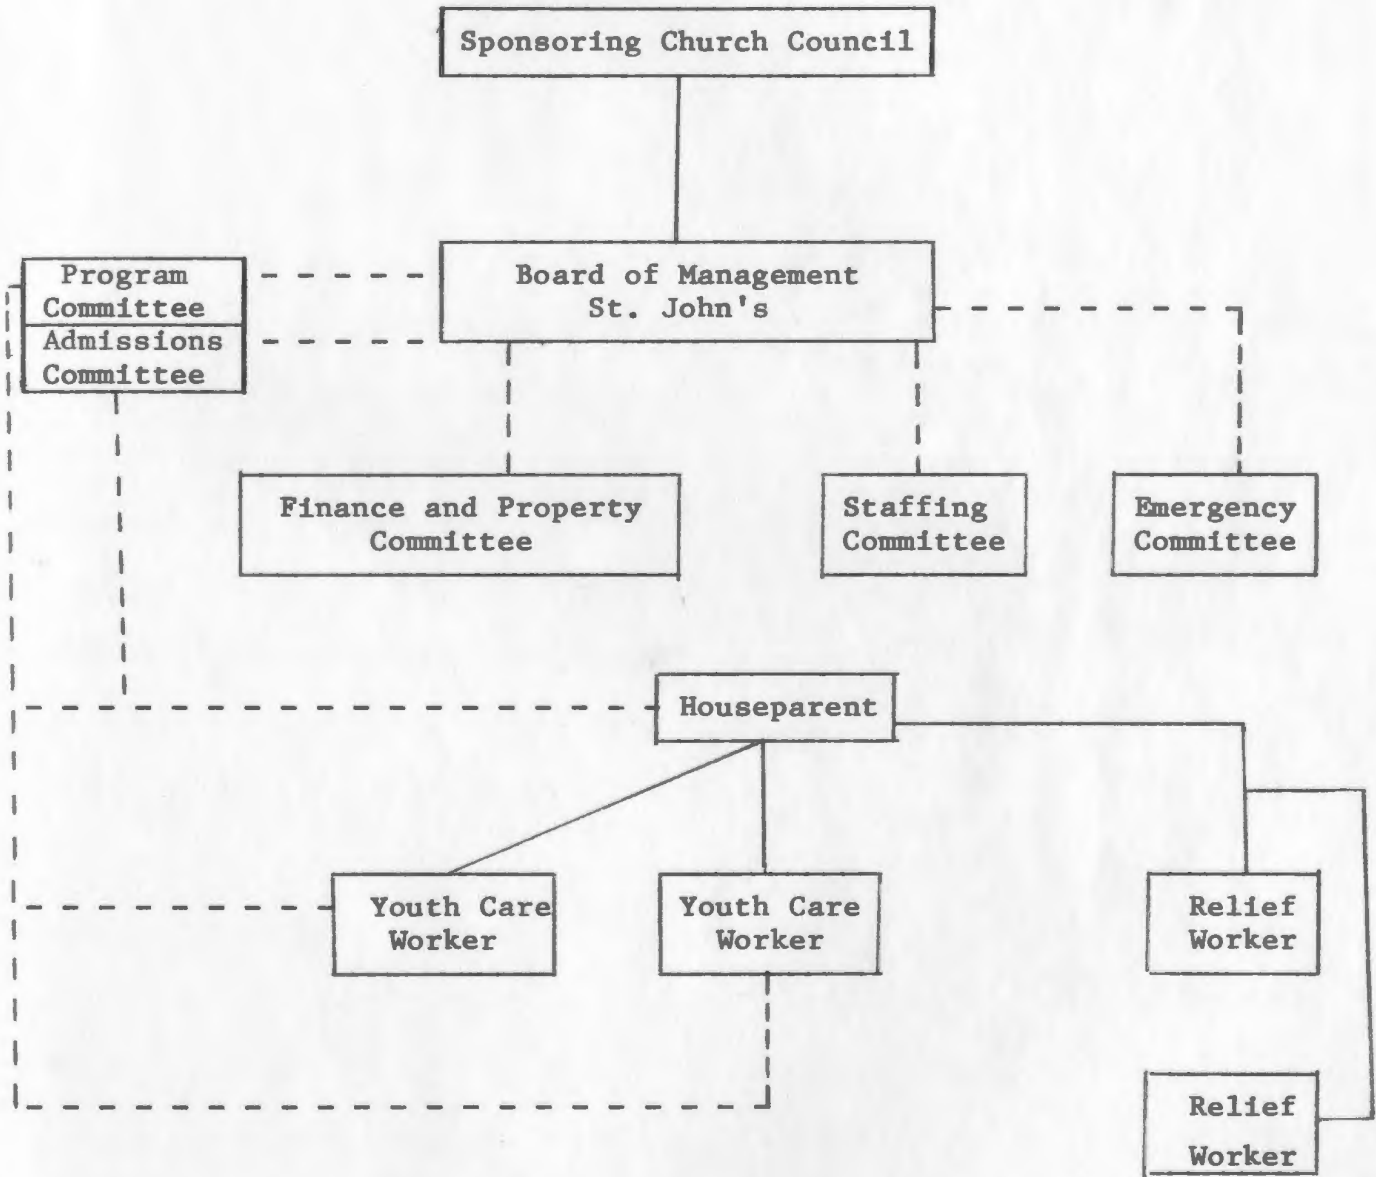 Sponsoring Church Council
Board of Management
St. John's
Program
Committee
Admissions
Committee
Finance and Property
Committee
Staffing
Committee
Emergency
Committee
Houseparent
Youth Care
Worker
Youth Care
Worker
Relief
Worker
Relief
Worker